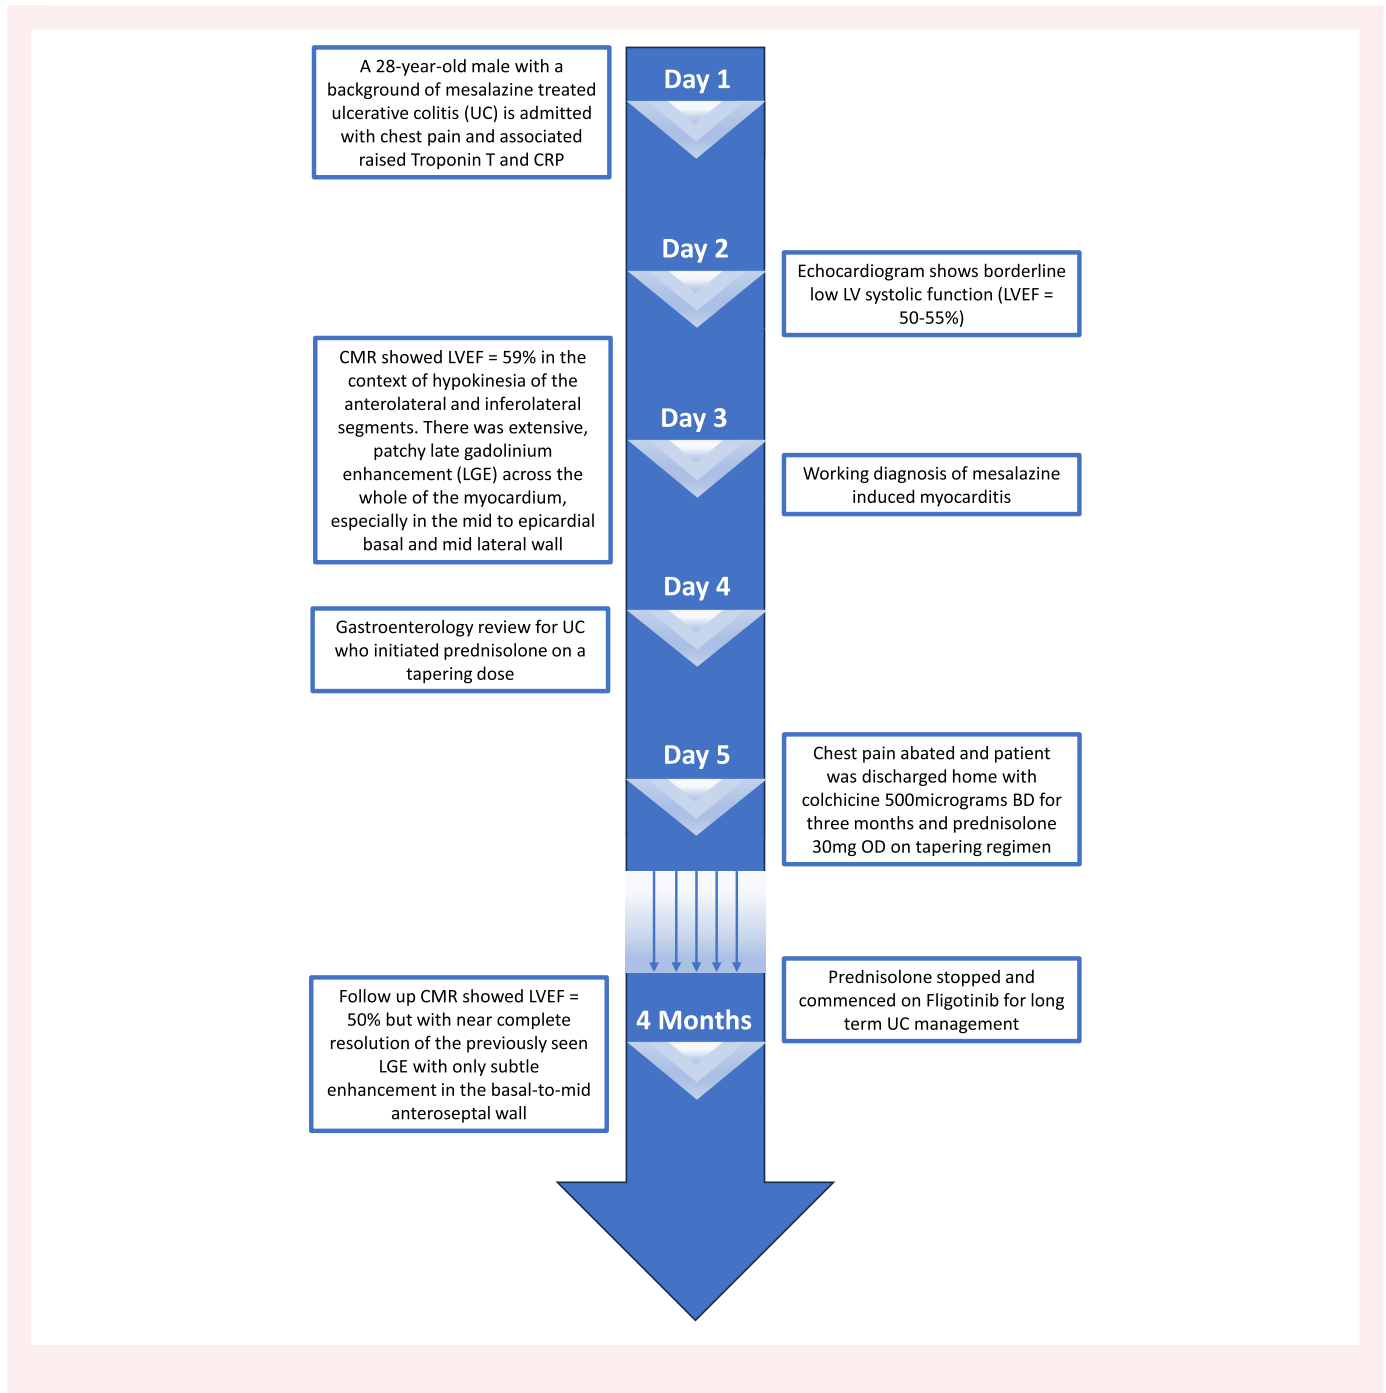 A 28-year-old male with a
background of mesalazine treated
ulcerative colitis (UC) is admitted
with chest pain and associated
raised Troponin T and CRP
Day 1
Day 2
Echocardiogram shows borderline
low LV systolic function (LVEF =
50-55%)
CMR showed LVEF = 59% in the
context of hypokinesia of the
anterolateral and inferolateral
segments. There was extensive,
patchy late gadolinium
enhancement (LGE) across the
whole of the myocardium,
especially in the mid to epicardial
basal and mid lateral wall
Day 3
Working diagnosis of mesalazine
induced myocarditis
Day 4
Gastroenterology review for UC
who initiated prednisolone on a
tapering dose
Day 5
Chest pain abated and patient
was discharged home with
colchicine 500micrograms BD for
three months and prednisolone
30mg OD on tapering regimen
Follow up CMR showed LVEF =
50% but with near complete
resolution of the previously seen
LGE with only subtle
enhancement in the basal-to-mid
anteroseptal wall
4 Months
Prednisolone stopped and
commenced on Fligotinib for long
term UC management